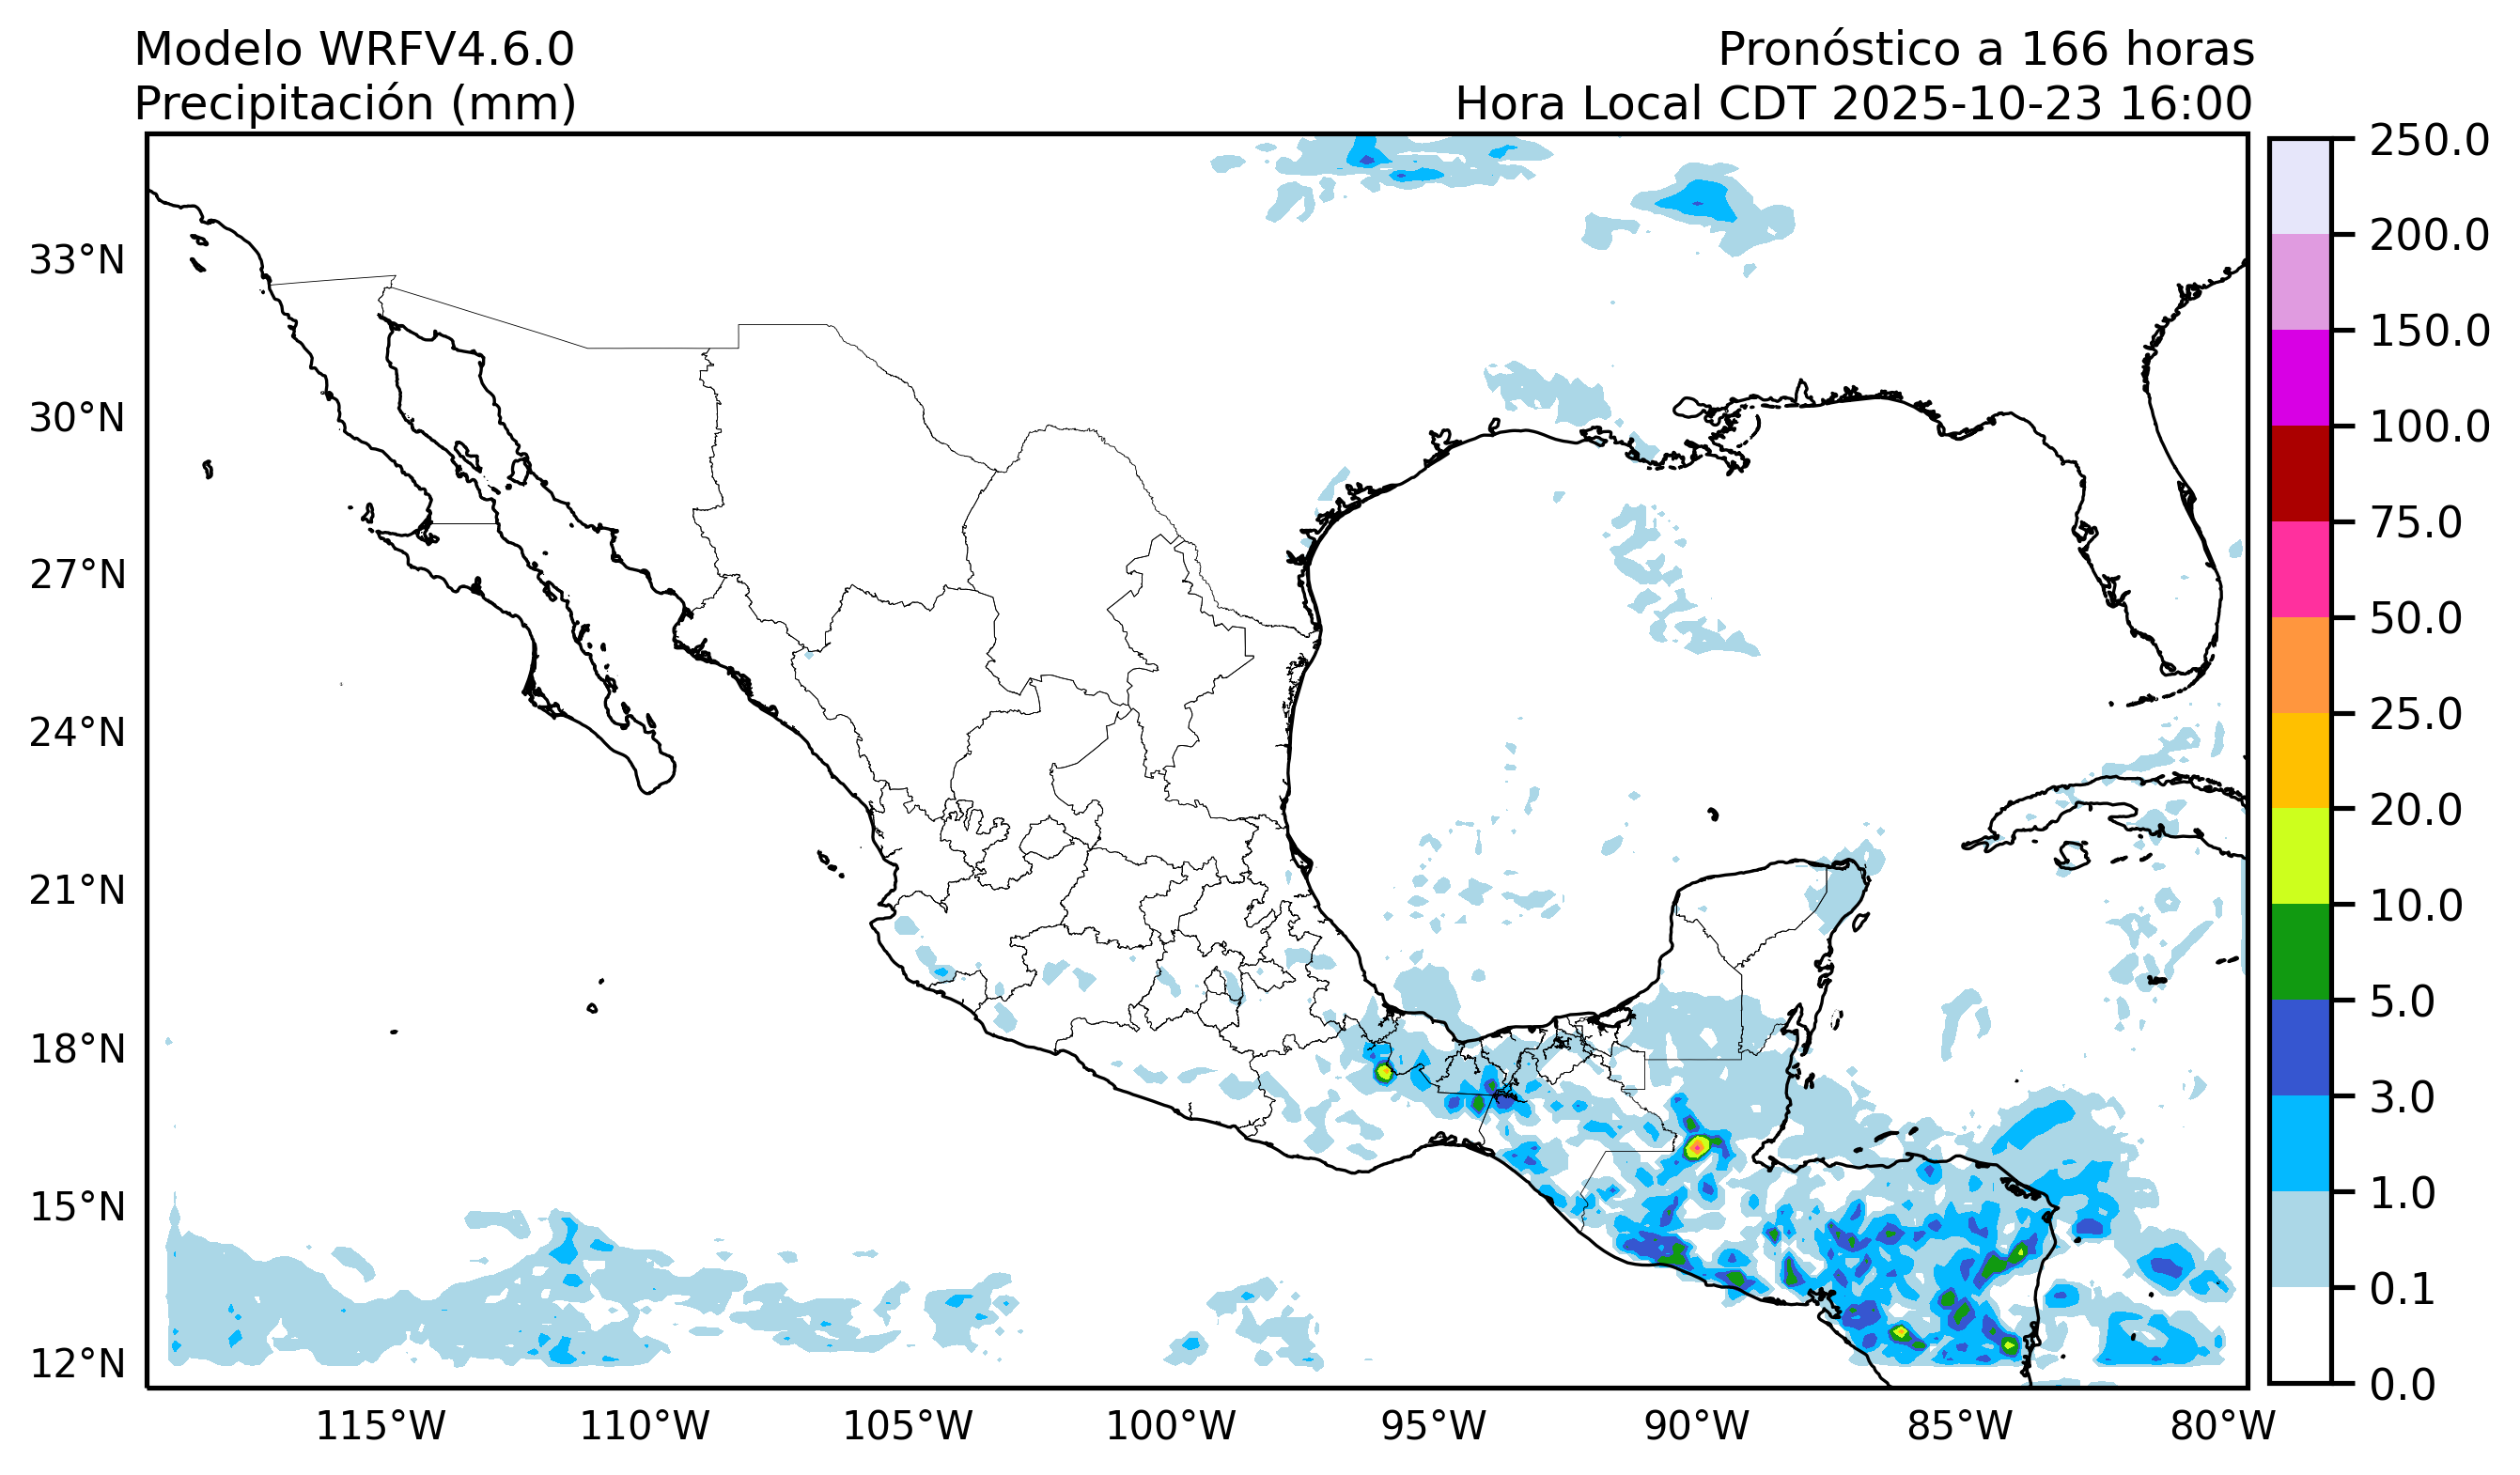 Modelo WRFV4.6.0
Precipitación (mm)
Pronóstico a 166 horas
Hora Local CDT 2025-10-23 16:00
33°N
30°N
27°N
24°N
21°N
18°N
15°N
12°N
115°W
110°W
105°W
100°W
95°W
90°W
85°W
80°W
250.0
200.0
150.0
100.0
75.0
50.0
25.0
20.0
10.0
5.0
3.0
1.0
0.1
0.0